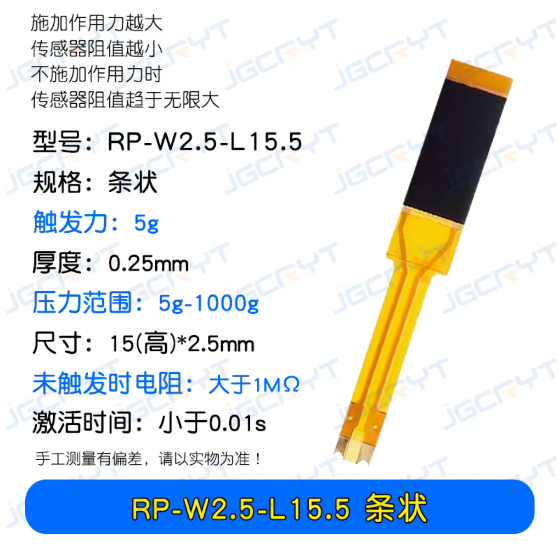 施加作用力越大
传感器阻值越小
不施加作用力时
传感器阻值趋于无限大
型号：RP-W2.5-L15.5
规格：条状
触发力：5g
厚度：0.25mm
压力范围：5g-1000g
尺寸：15(高)*2.5mm
未触发时电阻：大于1MΩ
激活时间：小于0.01s
手工测量有偏差，请以实物为准！
RP-W2.5-L15.5 条状
JGCRYT